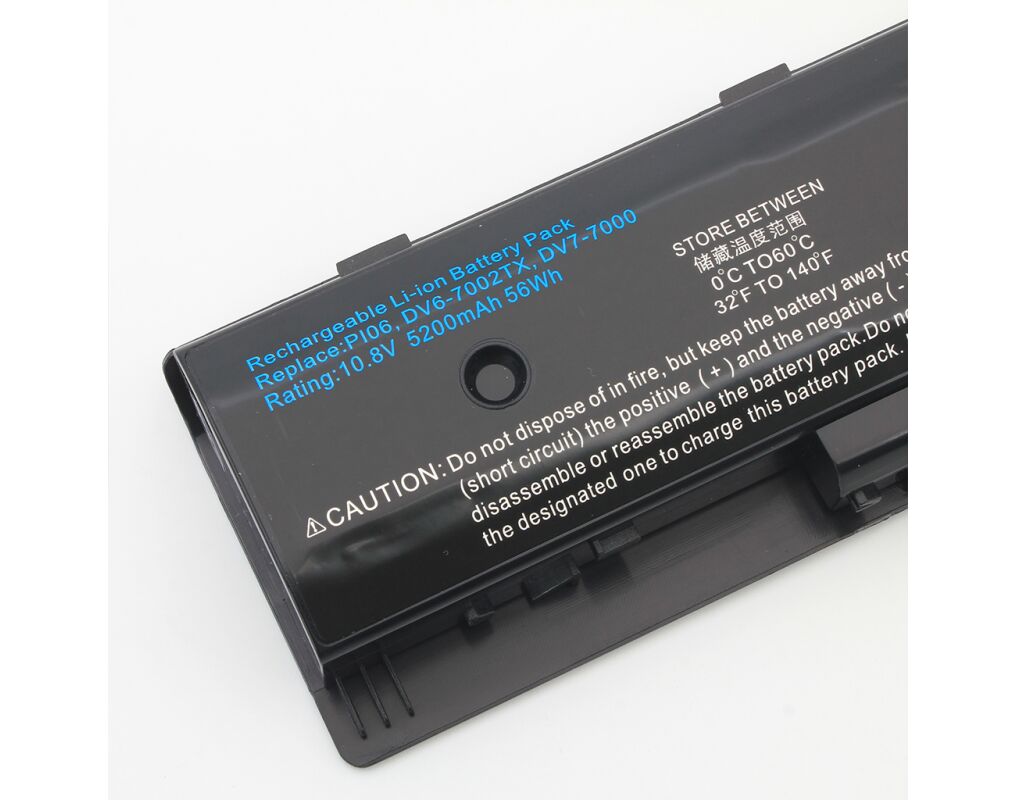 Rechargeable Li-ion Battery Pack
Replace:PI06, DV6-7002TX, DV7-7000
Rating:10.8V 5200mAh 56Wh
STORE BETWEEN
储藏温度范围
0°C TO60°C
32°F TO 140°F
⚠CAUTION: Do not dispose of in fire, but keep the battery away fro
(short circuit) the positive (+) and the negative (-)
disassemble or reassemble the battery pack.Do no
the designated one to charge this battery pack.